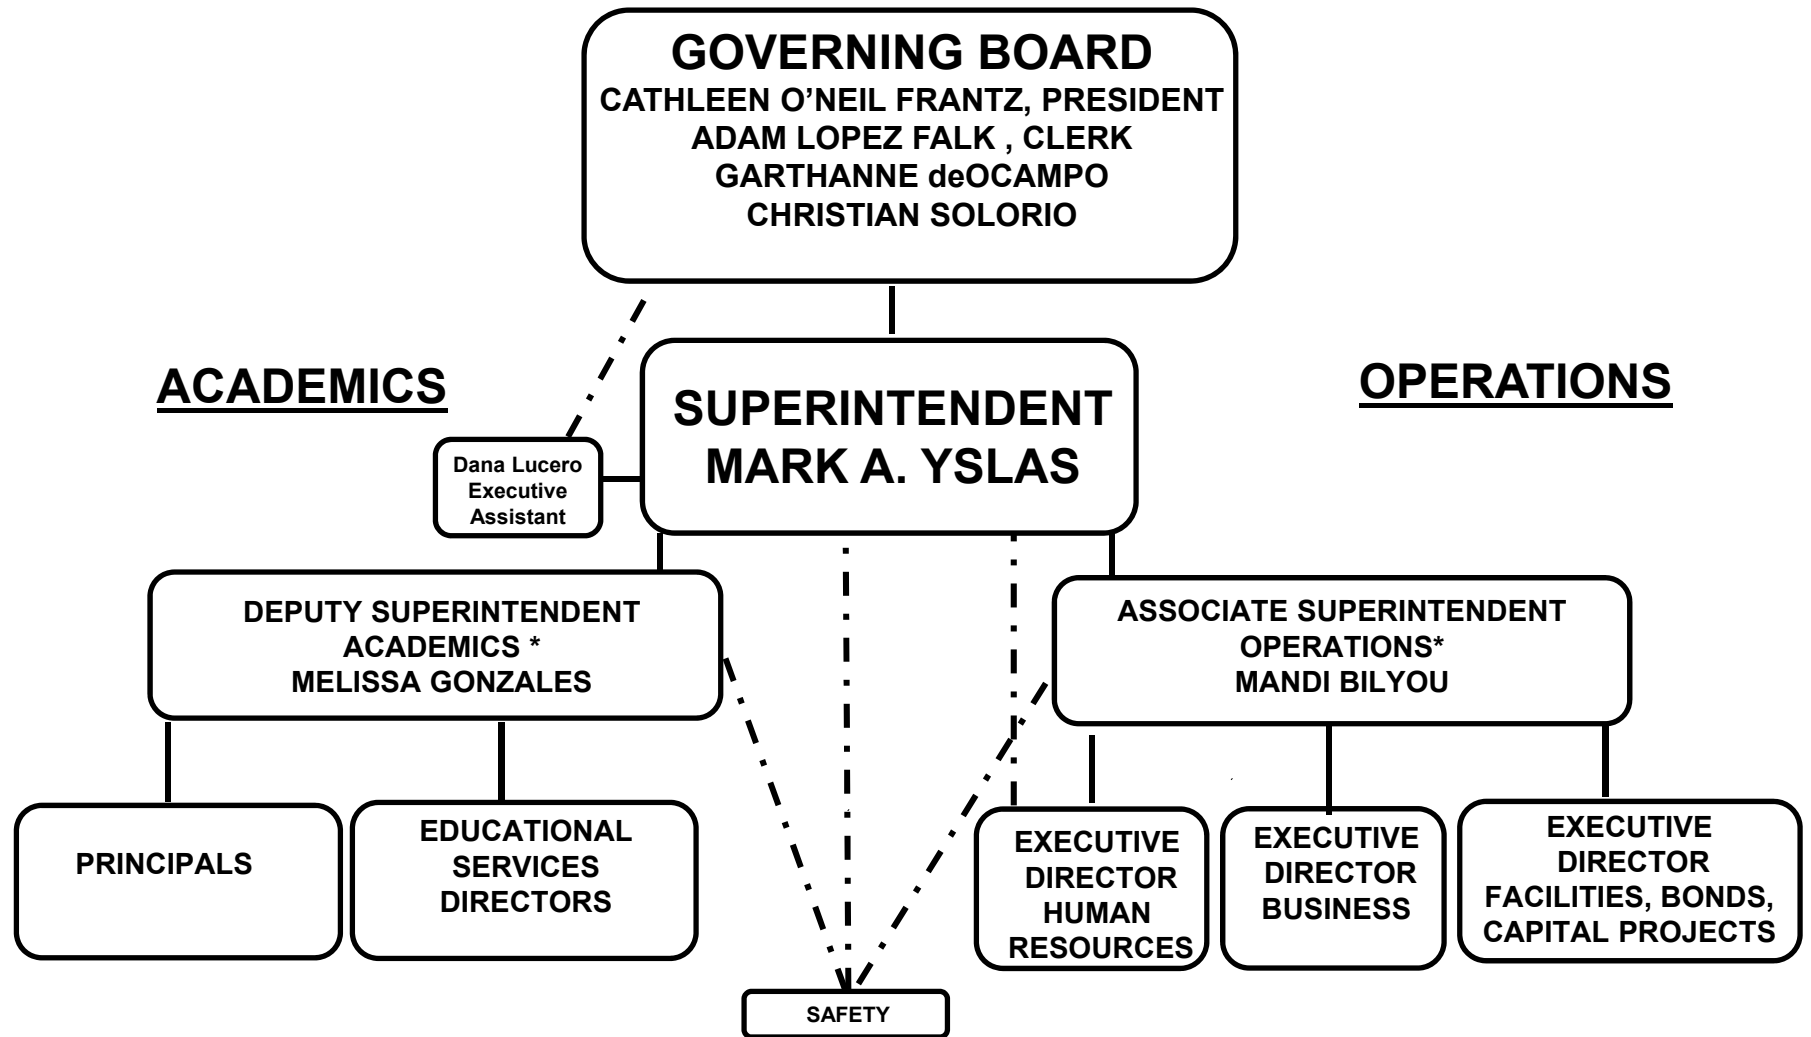 GOVERNING BOARD
CATHLEEN O’NEIL FRANTZ, PRESIDENT
ADAM LOPEZ FALK , CLERK
GARTHANNE deOCAMPO
CHRISTIAN SOLORIO
ACADEMICS
OPERATIONS
SUPERINTENDENT
MARK A. YSLAS
Dana Lucero
Executive
Assistant
DEPUTY SUPERINTENDENT
ACADEMICS *
MELISSA GONZALES
ASSOCIATE SUPERINTENDENT
OPERATIONS*
MANDI BILYOU
PRINCIPALS
EDUCATIONAL
SERVICES
DIRECTORS
EXECUTIVE
DIRECTOR
HUMAN
RESOURCES
EXECUTIVE
DIRECTOR
BUSINESS
EXECUTIVE
DIRECTOR
FACILITIES, BONDS,
CAPITAL PROJECTS
SAFETY